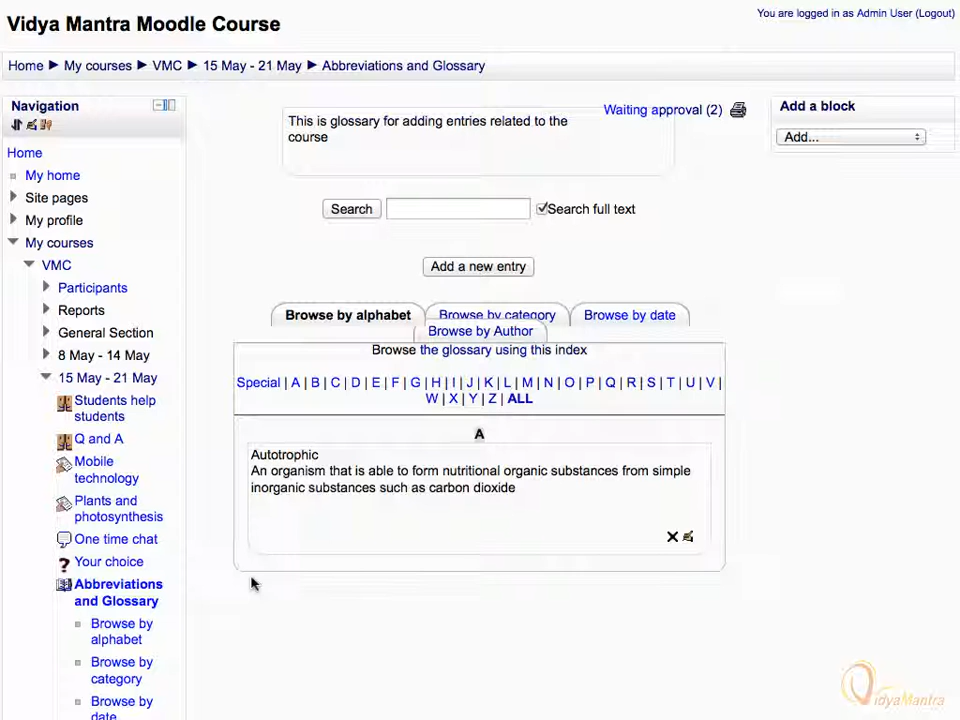 Vidya Mantra Moodle Course
You are logged in as Admin User (Logout)
Home ► My courses ► VMC ► 15 May - 21 May ► Abbreviations and Glossary
Navigation
Home
My home
Site pages
My profile
My courses
VMC
Participants
Reports
General Section
8 May - 14 May
15 May - 21 May
Students help
students
Q and A
Mobile
technology
Plants and
photosynthesis
One time chat
Your choice
Abbreviations
and Glossary
Browse by
alphabet
Browse by
category
Browse by
date
Waiting approval (2)
This is glossary for adding entries related to the
course
Search
Search full text
Add a new entry
Browse by alphabet
Browse by category
Browse by date
Browse by Author
Browse the glossary using this index
Special | A | B | C | D | E | F | G | H | I | J | K | L | M | N | O | P | Q | R | S | T | U | V |
W | X | Y | Z | ALL
A
Autotrophic
An organism that is able to form nutritional organic substances from simple
inorganic substances such as carbon dioxide
Add a block
Add...
VidyaMantra